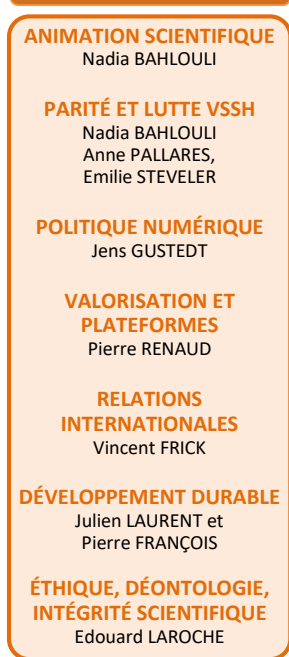 ANIMATION SCIENTIFIQUE
Nadia BAHLOULI
PARITÉ ET LUTTE VSSH
Nadia BAHLOULI
Anne PALLARES,
Emilie STEVELER
POLITIQUE NUMÉRIQUE
Jens GUSTEDT
VALORISATION ET
PLATEFORMES
Pierre RENAUD
RELATIONS
INTERNATIONALES
Vincent FRICK
DÉVELOPPEMENT DURABLE
Julien LAURENT et
Pierre FRANÇOIS
ÉTHIQUE, DÉONTOLOGIE,
INTÉGRITÉ SCIENTIFIQUE
Edouard LAROCHE